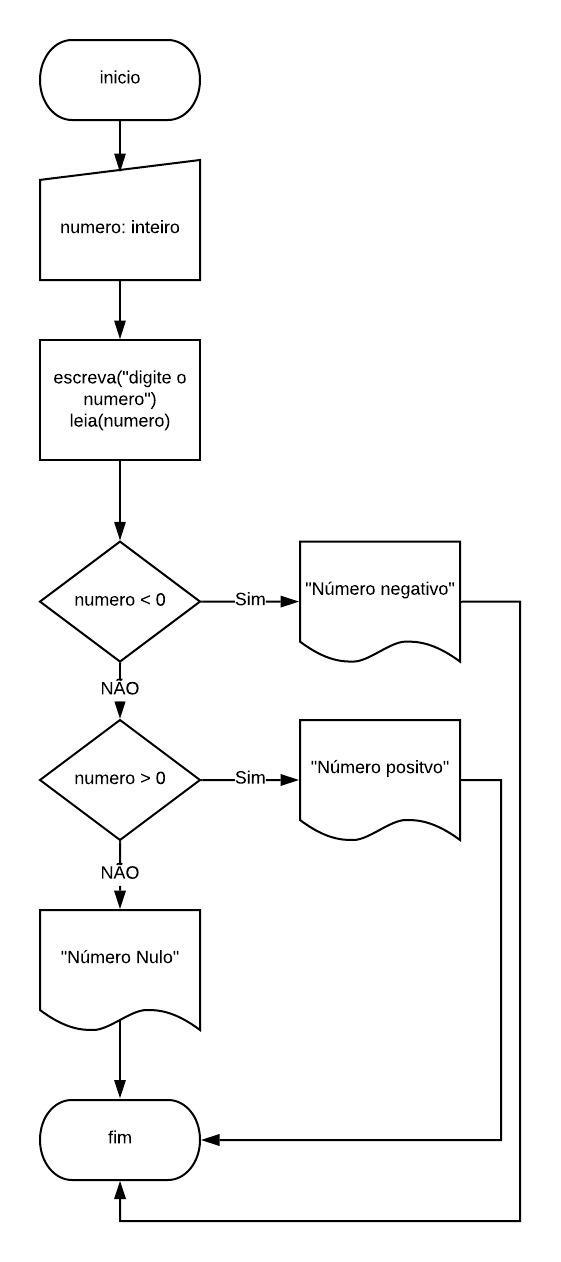 inicio
numero: inteiro
escreva("digite o
numero")
leia(numero)
numero < 0
Sim
"Número negativo"
NÃO
numero > 0
Sim
"Número positvo"
NÃO
"Número Nulo"
fim